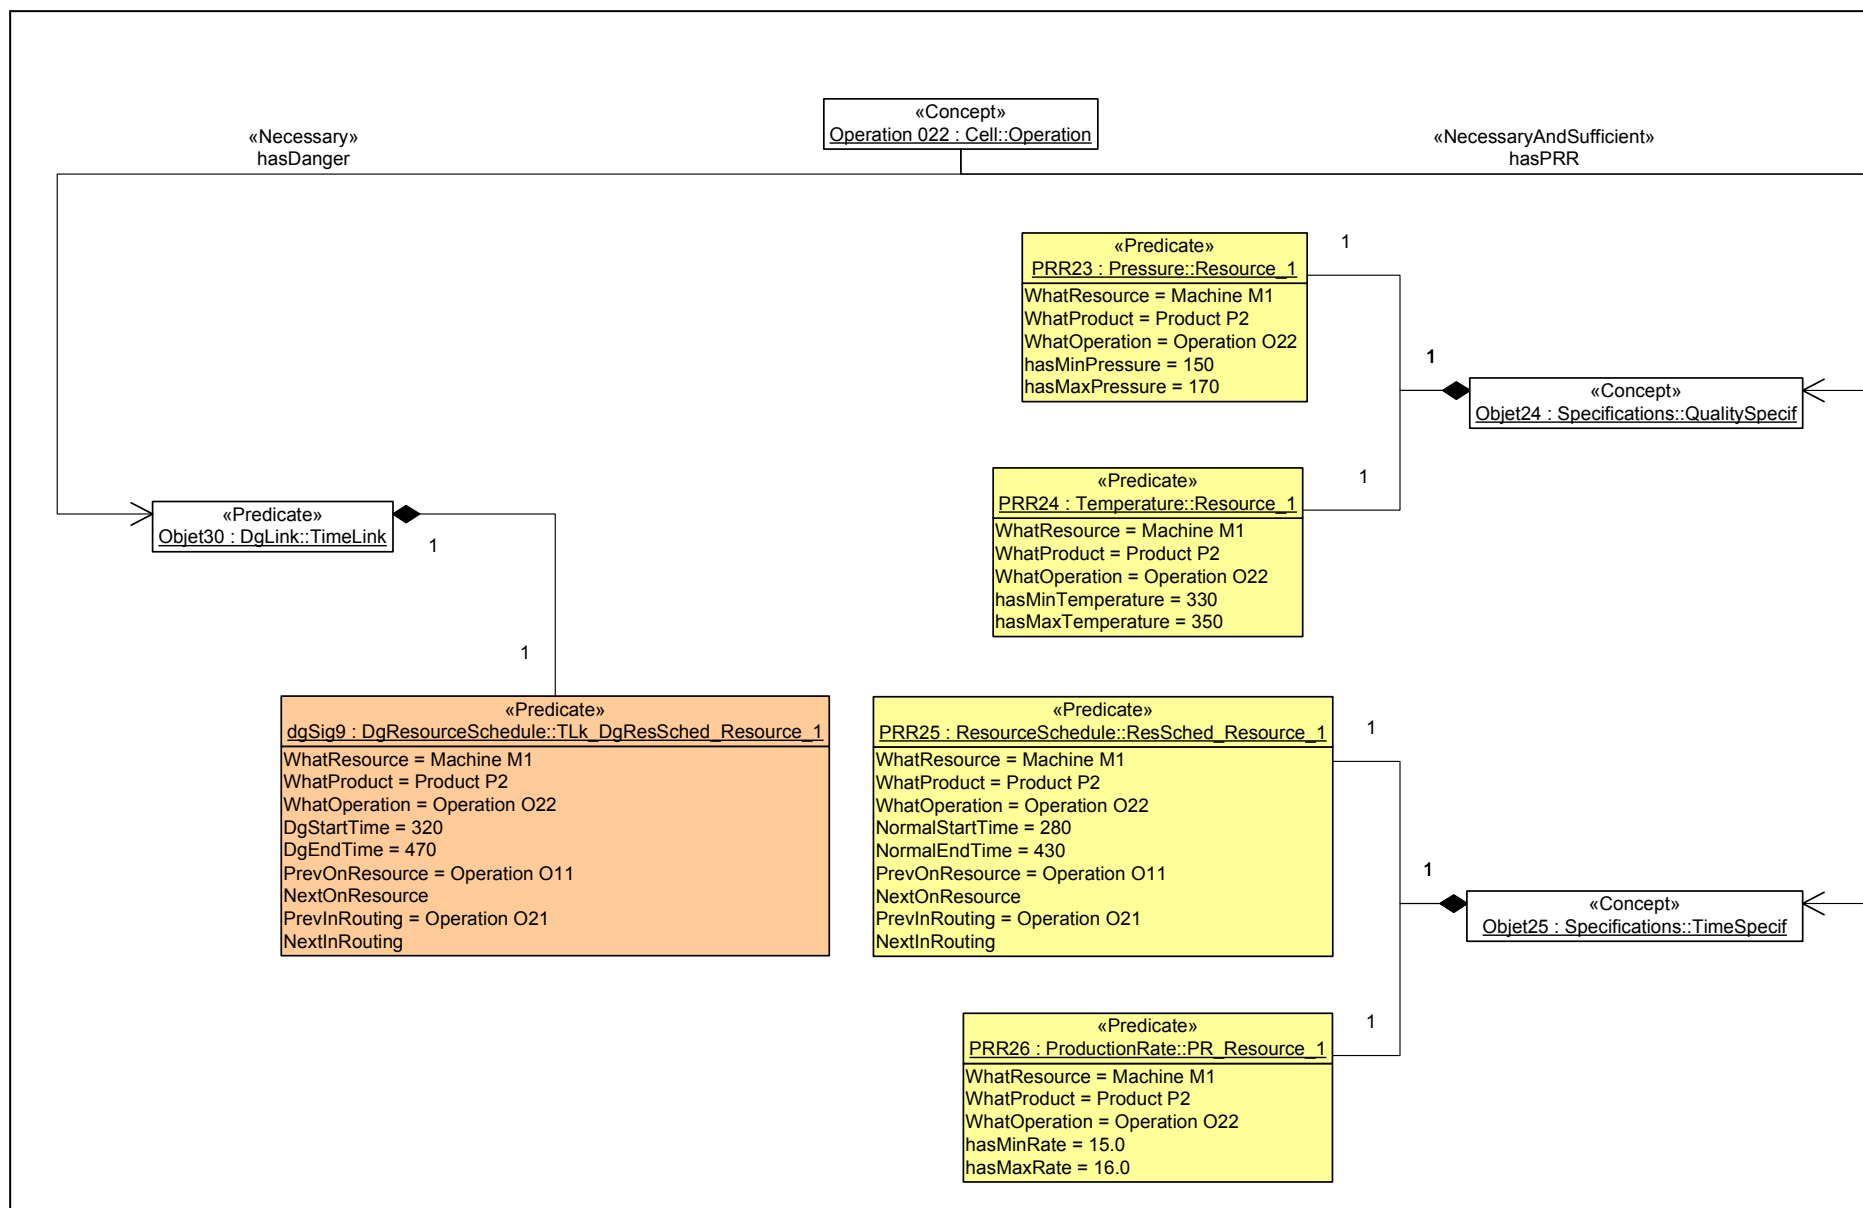 «Concept»
Operation 022 : Cell::Operation
«Necessary»
hasDanger
«NecessaryAndSufficient»
hasPRR
«Predicate»
PRR23 : Pressure::Resource_1
WhatResource = Machine M1
WhatProduct = Product P2
WhatOperation = Operation O22
hasMinPressure = 150
hasMaxPressure = 170
1
1
«Concept»
Objet24 : Specifications::QualitySpecif
«Predicate»
PRR24 : Temperature::Resource_1
WhatResource = Machine M1
WhatProduct = Product P2
WhatOperation = Operation O22
hasMinTemperature = 330
hasMaxTemperature = 350
1
«Predicate»
Objet30 : DgLink::TimeLink
1
1
«Predicate»
dgSig9 : DgResourceSchedule::TLk_DgResSched_Resource_1
WhatResource = Machine M1
WhatProduct = Product P2
WhatOperation = Operation O22
DgStartTime = 320
DgEndTime = 470
PrevOnResource = Operation O11
NextOnResource
PrevInRouting = Operation O21
NextInRouting
«Predicate»
PRR25 : ResourceSchedule::ResSched_Resource_1
WhatResource = Machine M1
WhatProduct = Product P2
WhatOperation = Operation O22
NormalStartTime = 280
NormalEndTime = 430
PrevOnResource = Operation O11
NextOnResource
PrevInRouting = Operation O21
NextInRouting
1
1
«Concept»
Objet25 : Specifications::TimeSpecif
«Predicate»
PRR26 : ProductionRate::PR_Resource_1
WhatResource = Machine M1
WhatProduct = Product P2
WhatOperation = Operation O22
hasMinRate = 15.0
hasMaxRate = 16.0
1